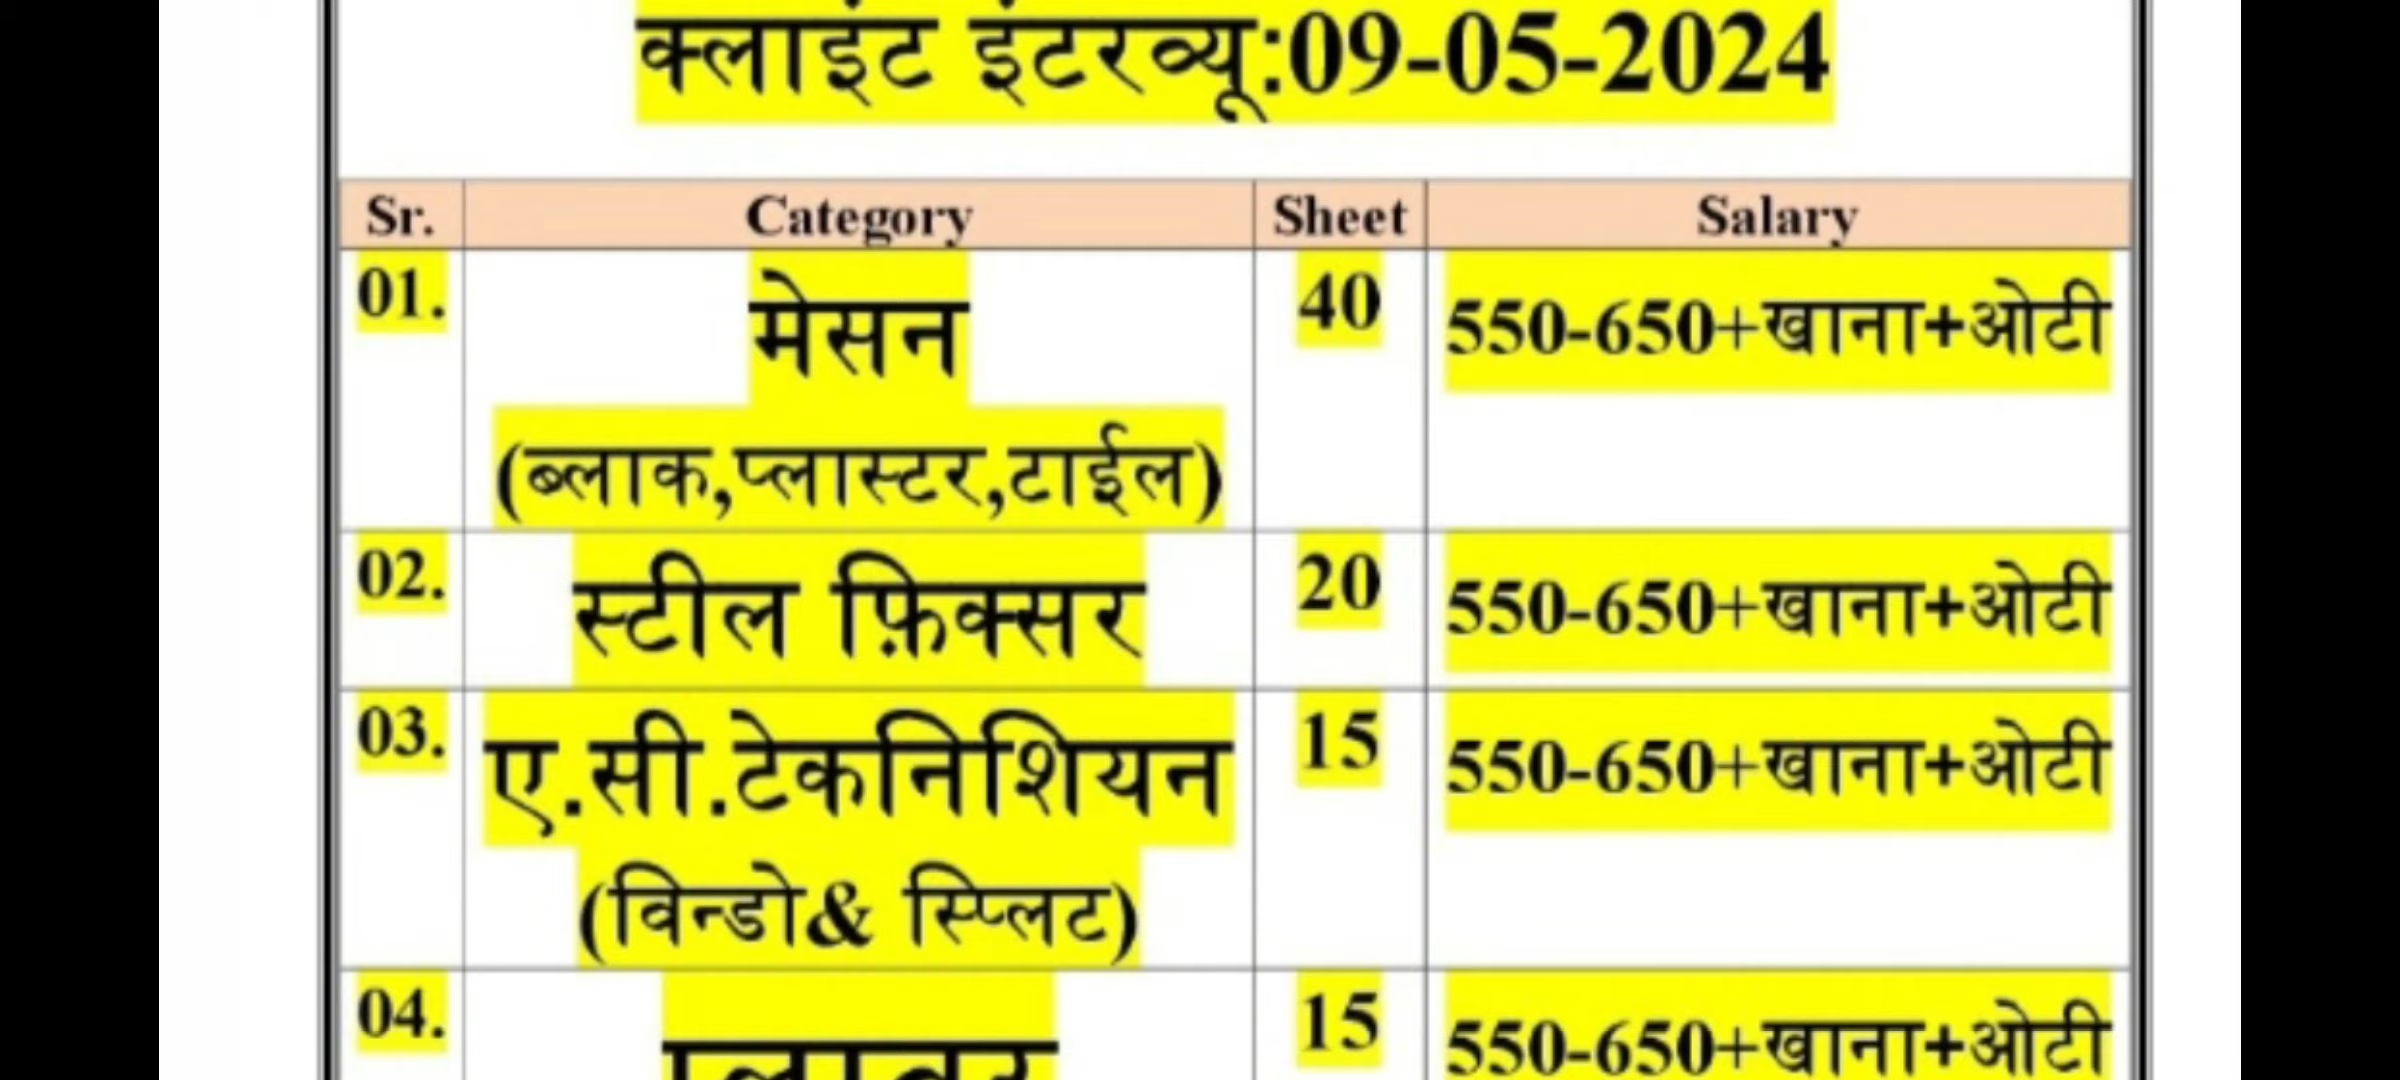 क्लाइंट इंटरव्यू:09-05-2024
Sr. Category Sheet Salary
01. मेसन 40 550-650+खाना+ओटी
(ब्लाक,प्लास्टर,टाईल)
02. स्टील फ़िक्सर 20 550-650+खाना+ओटी
03. ए.सी.टेकनिशियन 15 550-650+खाना+ओटी
(विन्डो& स्प्लिट)
04. 15 550-650+खाना+ओटी